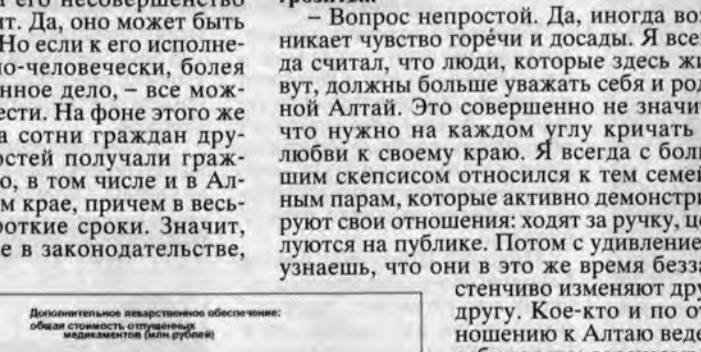 его несовершенство
ит. Да, оно может быть
Но если к его исполне-
о-человечески, болея
нное дело, – все мож-
ести. На фоне этого же
а сотни граждан дру-
остей получали граж-
о, в том числе и в Ал-
м крае, причем в весь-
роткие сроки. Значит,
е в законодательстве,
– Вопрос непростой. Да, иногда воз
никает чувство горечи и досады. Я все
да считал, что люди, которые здесь жи
вут, должны больше уважать себя и род
ной Алтай. Это совершенно не значит
что нужно на каждом углу кричать
любви к своему краю. Я всегда с боль
шим скепсисом относился к тем семей
ным парам, которые активно демонстри
руют свои отношения: ходят за ручку, це
луются на публике. Потом с удивление
узнаешь, что они в это же время безза
стенчиво изменяют дру
другу. Кое-кто и по от
ношению к Алтаю веде
Дополнительное лекарственное обеспечение:
общая стоимость отпущенных
медикаментов (млн.рублей)